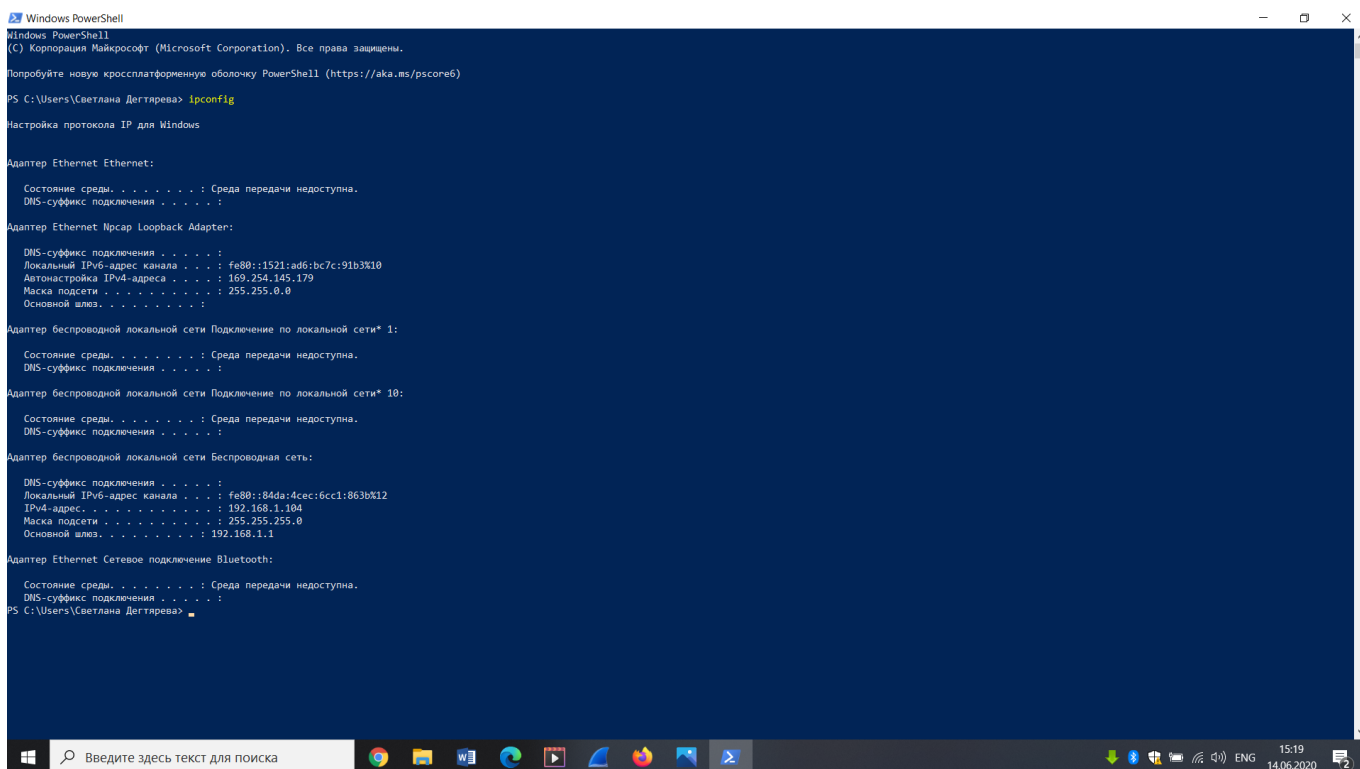 Windows PowerShell
Windows PowerShell
(C) Корпорация Майкрософт (Microsoft Corporation). Все права защищены.
Попробуйте новую кроссплатформенную оболочку PowerShell (https://aka.ms/pscore6)
PS C:\Users\Светлана Дегтярева> ipconfig
Настройка протокола IP для Windows
Адаптер Ethernet Ethernet:
Состояние среды. . . . . . . . : Среда передачи недоступна.
DNS-суффикс подключения . . . . . :
Адаптер Ethernet Npcap Loopback Adapter:
DNS-суффикс подключения . . . . . :
Локальный IPv6-адрес канала . . . : fe80::1521:ad6:bc7c:91b3%10
Автонастройка IPv4-адреса . . . . : 169.254.145.179
Маска подсети . . . . . . . . . . : 255.255.0.0
Основной шлюз. . . . . . . . . :
Адаптер беспроводной локальной сети Подключение по локальной сети* 1:
Состояние среды. . . . . . . . : Среда передачи недоступна.
DNS-суффикс подключения . . . . . :
Адаптер беспроводной локальной сети Подключение по локальной сети* 10:
Состояние среды. . . . . . . . : Среда передачи недоступна.
DNS-суффикс подключения . . . . . :
Адаптер беспроводной локальной сети Беспроводная сеть:
DNS-суффикс подключения . . . . . :
Локальный IPv6-адрес канала . . . : fe80::84da:4cec:6cc1:863b%12
IPv4-адрес. . . . . . . . . . . . : 192.168.1.104
Маска подсети . . . . . . . . . . : 255.255.255.0
Основной шлюз. . . . . . . . . : 192.168.1.1
Адаптер Ethernet Сетевое подключение Bluetooth:
Состояние среды. . . . . . . . : Среда передачи недоступна.
DNS-суффикс подключения . . . . . :
PS C:\Users\Светлана Дегтярева>
Введите здесь текст для поиска
ENG
15:19
14.06.2020
2